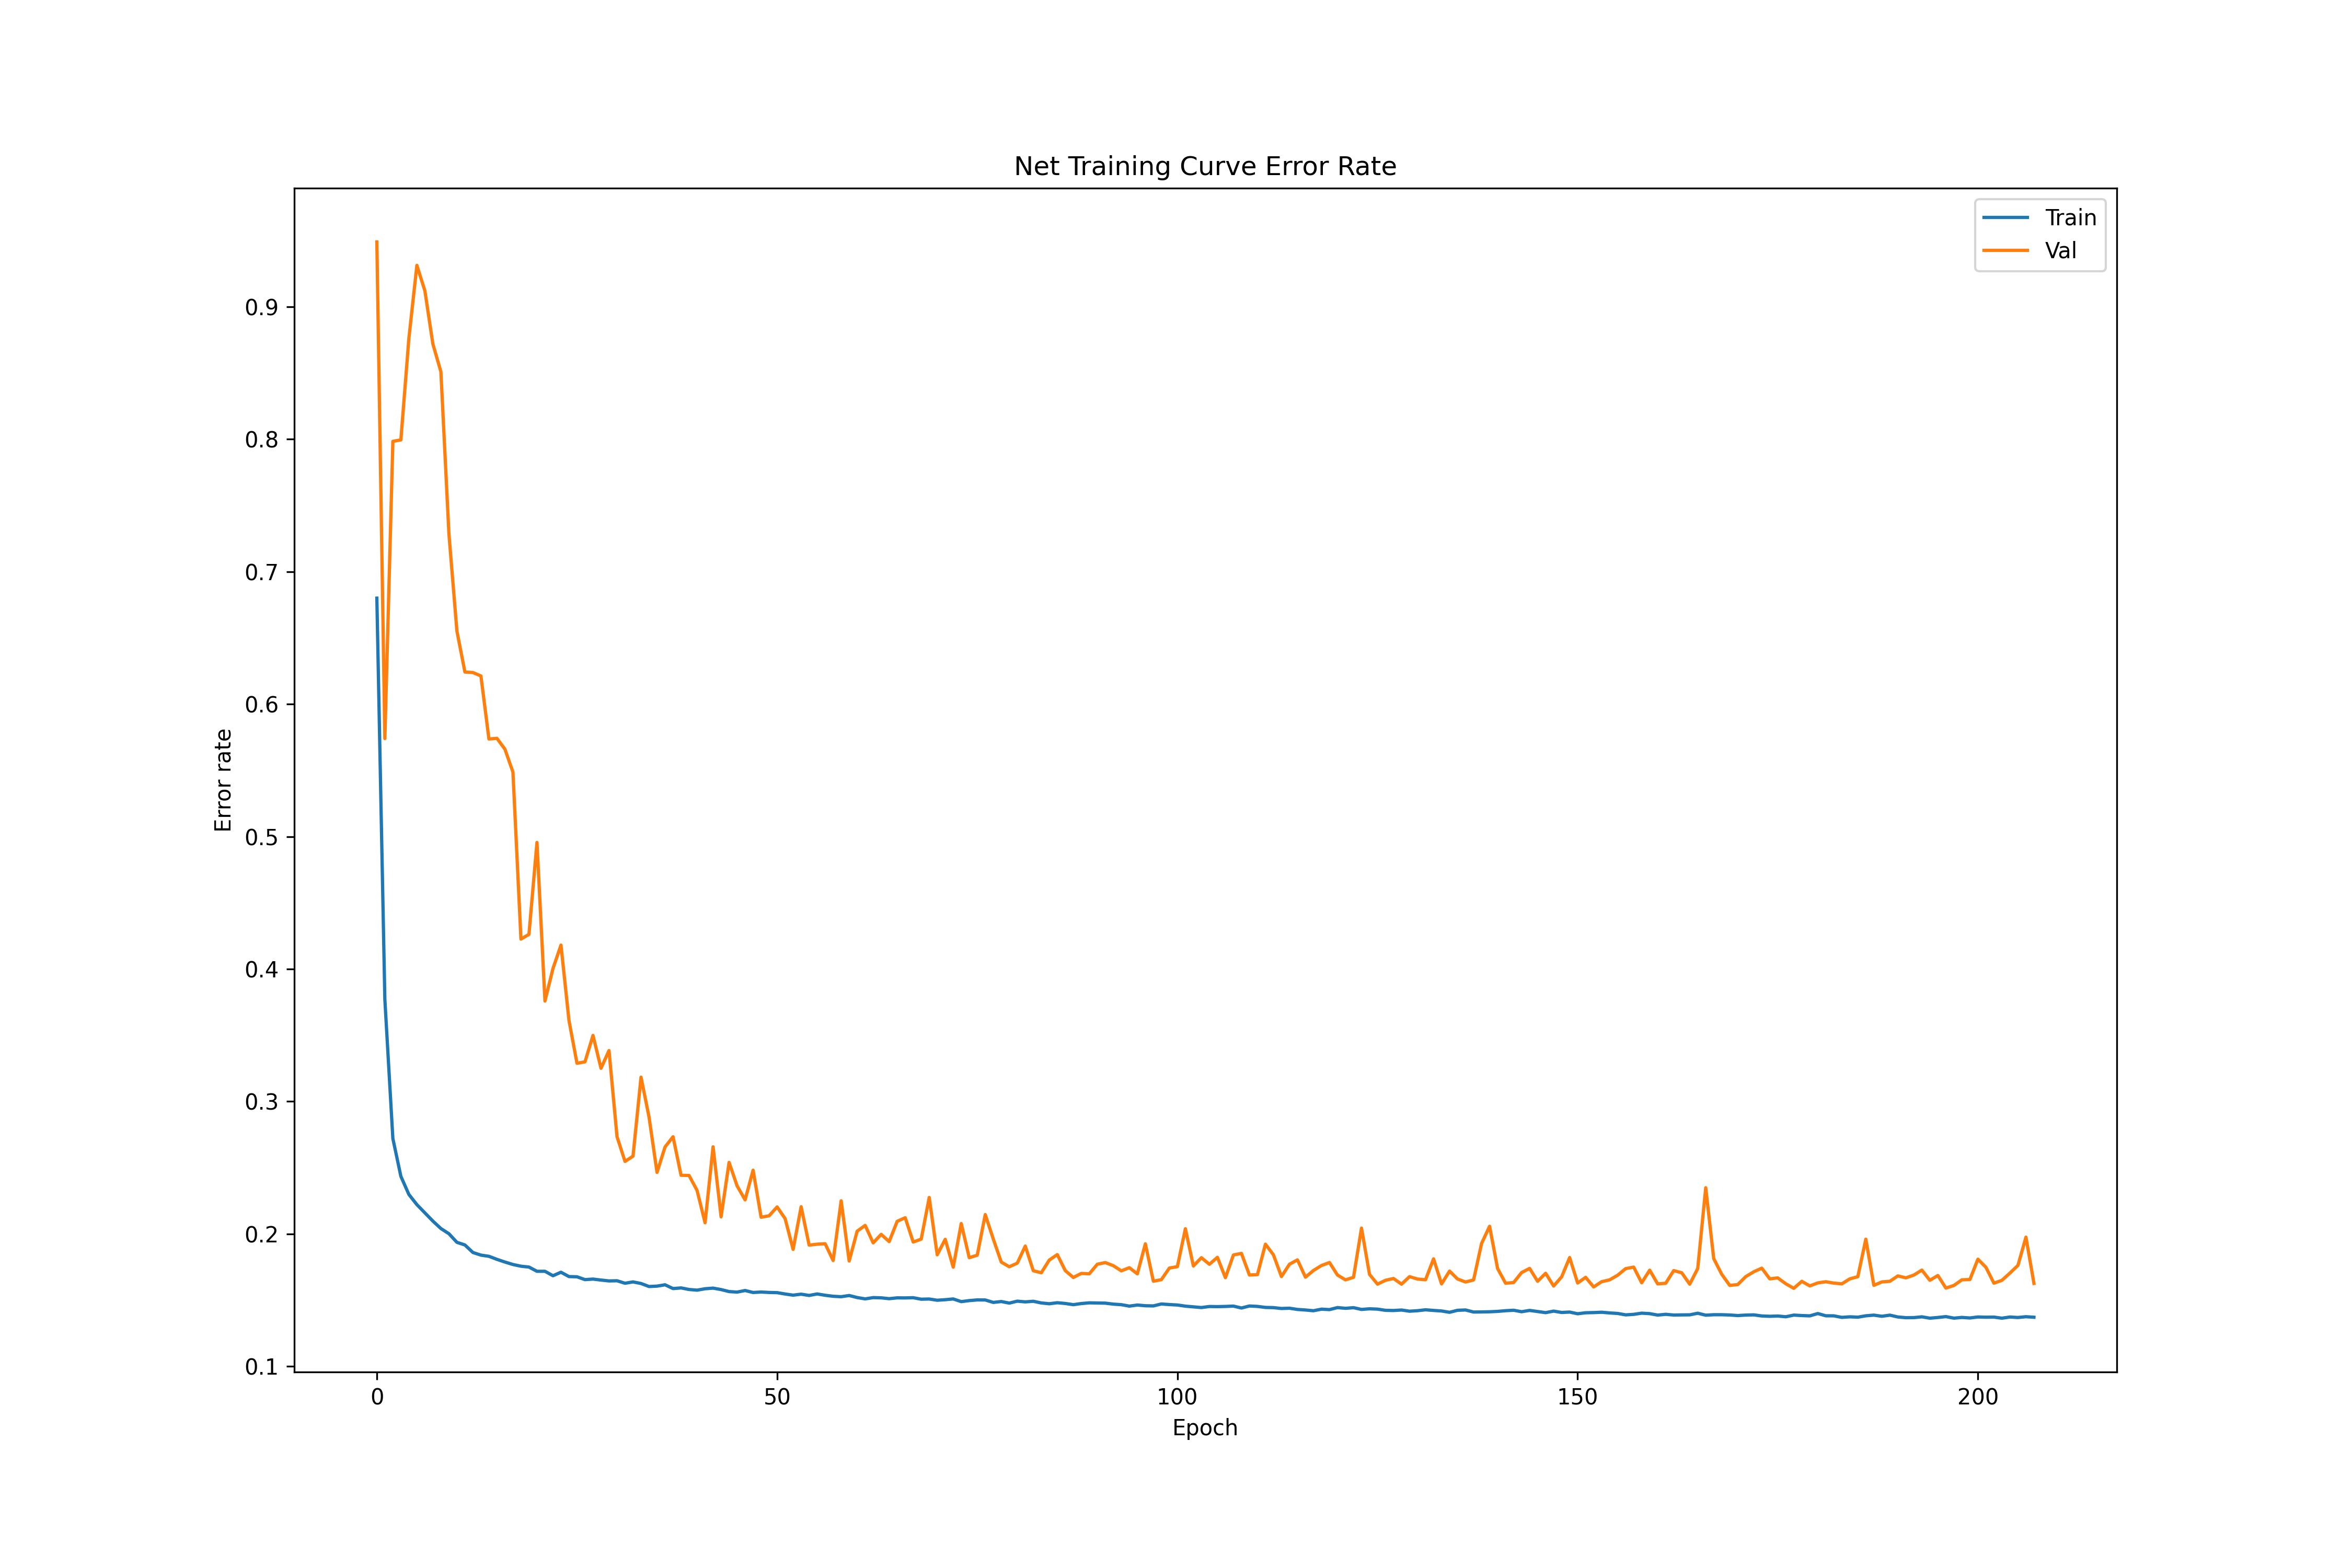 Net Training Curve Error Rate
Train
Val
0.9
0.8
0.7
0.6
0.5
0.4
0.3
0.2
0.1
Error rate
0 50 100 150 200
Epoch